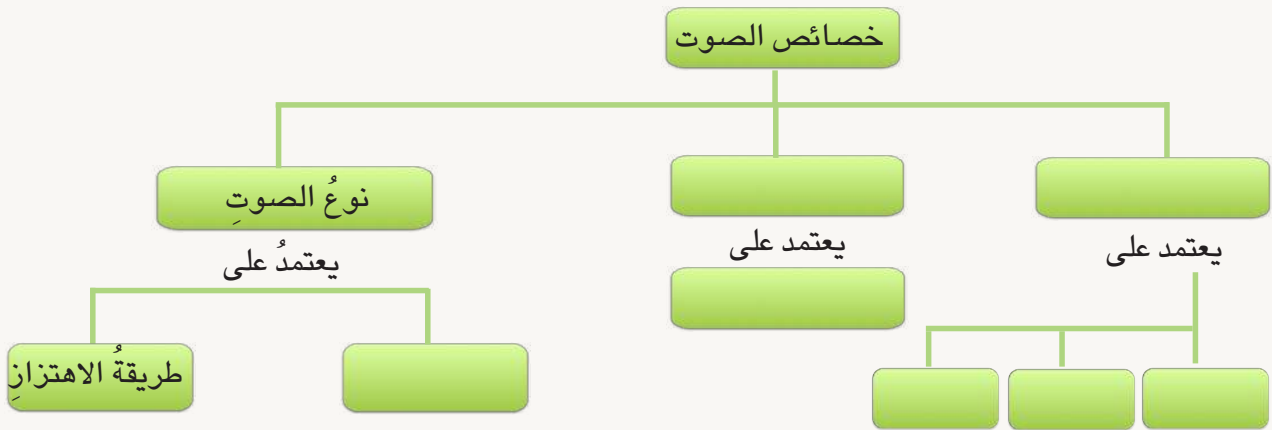 خصائص الصوت
نوعُ الصوتِ
يعتمد على
يعتمد على
يعتمدُ على
طريقةُ الاهتزازِ